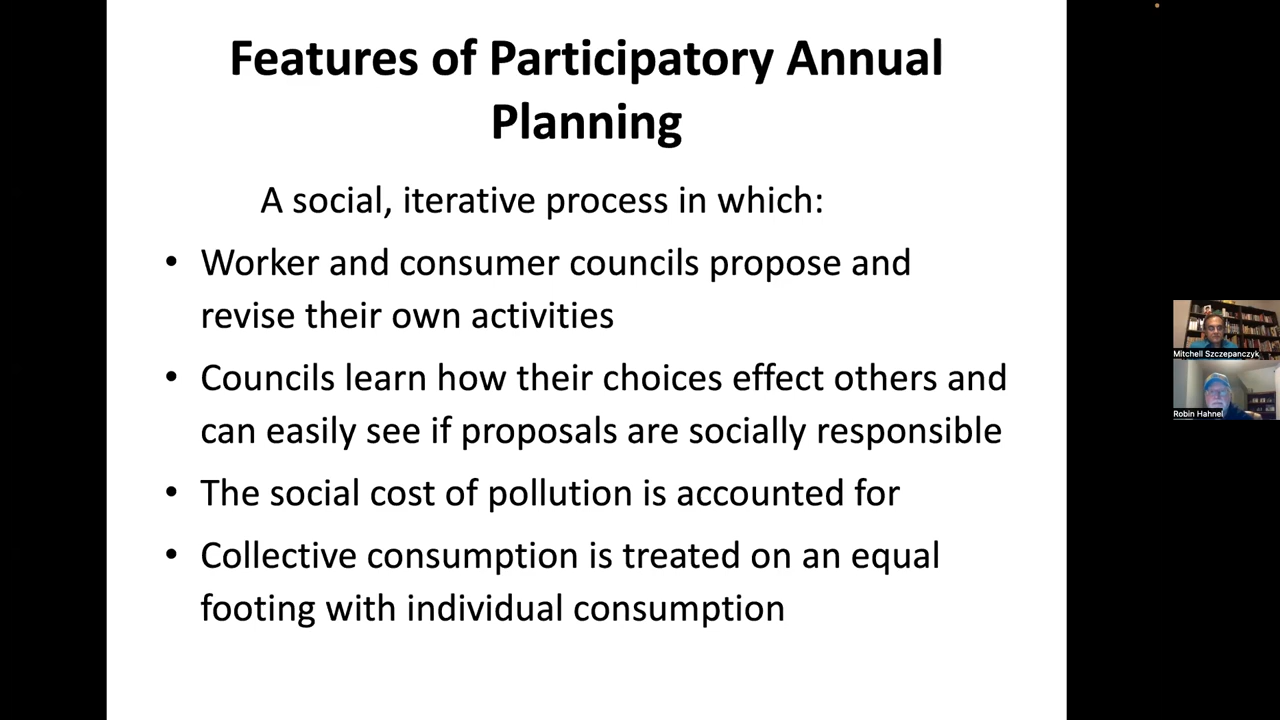 Features of Participatory Annual
Planning
A social, iterative process in which:
• Worker and consumer councils propose and
revise their own activities
• Councils learn how their choices effect others and
can easily see if proposals are socially responsible
• The social cost of pollution is accounted for
• Collective consumption is treated on an equal
footing with individual consumption
Mitchell Szczepanczyk
Robin Hahnel